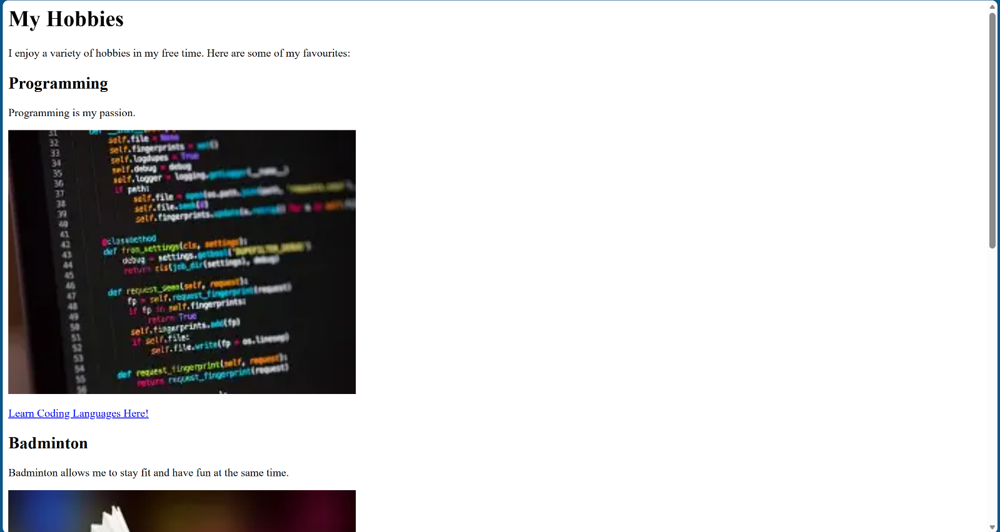 My Hobbies
I enjoy a variety of hobbies in my free time. Here are some of my favourites:
Programming
Programming is my passion.
31 def __init__
32 self.file = None
33 self.fingerprints = set()
34 self.logdupes = True
35 self.debug = debug
36 self.logger = logging.getLogger(__name__)
37 if path:
38 self.file = open(os.path.join(path,
39 self.file.seek(0)
40 self.fingerprints.update(
41
42 @classmethod
43 def from_settings(cls, settings):
44 debug = settings.getbool(
45 return cls(job_dir(settings), debug)
46
47 def request_seen(self, request):
48 fp = self.request_fingerprint(request)
49 if fp in self.fingerprints:
50 return True
51 self.fingerprints.add(fp)
52 if self.file:
53 self.file.write(fp + os.linesep)
54
55 def request_fingerprint(self, request):
56 return request_fingerprint(request)
Learn Coding Languages Here!
Badminton
Badminton allows me to stay fit and have fun at the same time.